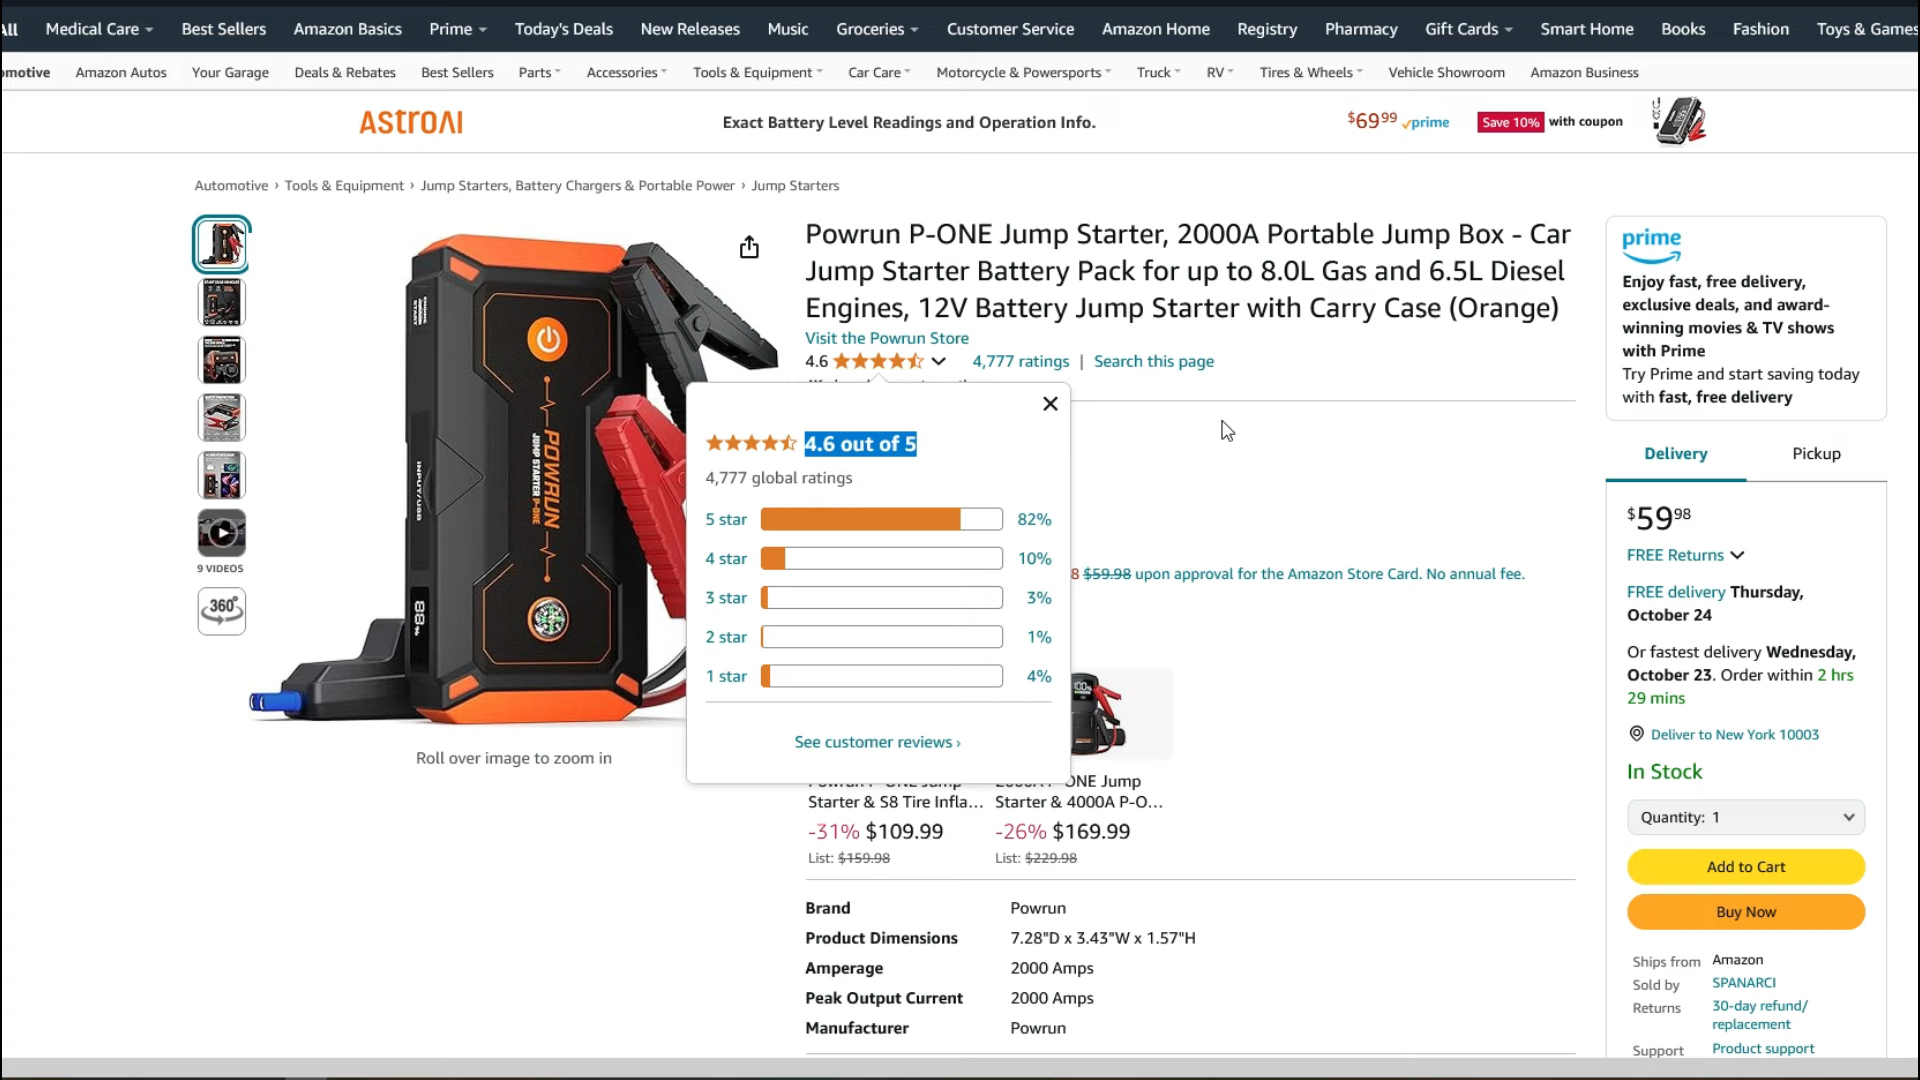 All
Medical Care
Best Sellers
Amazon Basics
Prime
Today's Deals
New Releases
Music
Groceries
Customer Service
Amazon Home
Registry
Pharmacy
Gift Cards
Smart Home
Books
Fashion
Toys & Games
omotive
Amazon Autos
Your Garage
Deals & Rebates
Best Sellers
Parts
Accessories
Tools & Equipment
Car Care
Motorcycle & Powersports
Truck
RV
Tires & Wheels
Vehicle Showroom
Amazon Business
AstroAI
Exact Battery Level Readings and Operation Info.
$69.99 prime
Save 10% with coupon
Automotive › Tools & Equipment › Jump Starters, Battery Chargers & Portable Power › Jump Starters
9 VIDEOS
360°
POWRUN
JUMP STARTER P-ONE
INPUT/USB
88%
Roll over image to zoom in
Powrun P-ONE Jump Starter, 2000A Portable Jump Box - Car
Jump Starter Battery Pack for up to 8.0L Gas and 6.5L Diesel
Engines, 12V Battery Jump Starter with Carry Case (Orange)
Visit the Powrun Store
4.6
4,777 ratings | Search this page
4.6 out of 5
4,777 global ratings
5 star 82%
4 star 10%
3 star 3%
2 star 1%
1 star 4%
See customer reviews ›
8 $59.98 upon approval for the Amazon Store Card. No annual fee.
Starter & S8 Tire Infla...
-31% $109.99
List: $159.98
ONE Jump
Starter & 4000A P-O...
-26% $169.99
List: $229.98
Brand Powrun
Product Dimensions 7.28"D x 3.43"W x 1.57"H
Amperage 2000 Amps
Peak Output Current 2000 Amps
Manufacturer Powrun
prime
Enjoy fast, free delivery,
exclusive deals, and award-
winning movies & TV shows
with Prime
Try Prime and start saving today
with fast, free delivery
Delivery
Pickup
$59.98
FREE Returns
FREE delivery Thursday,
October 24
Or fastest delivery Wednesday,
October 23. Order within 2 hrs
29 mins
Deliver to New York 10003
In Stock
Quantity: 1
Add to Cart
Buy Now
Ships from Amazon
Sold by SPANARCI
Returns 30-day refund/
replacement
Support Product support